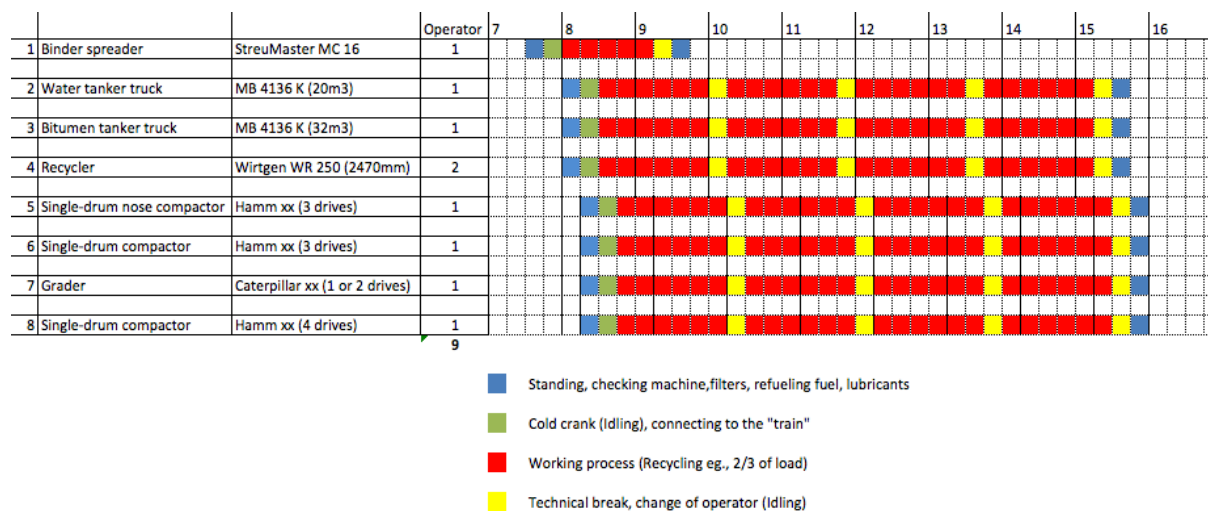 Operator 7 8 9 10 11 12 13 14 15 16
1 Binder spreader StreuMaster MC 16 1
2 Water tanker truck MB 4136 K (20m3) 1
3 Bitumen tanker truck MB 4136 K (32m3) 1
4 Recycler Wirtgen WR 250 (2470mm) 2
5 Single-drum nose compactor Hamm xx (3 drives) 1
6 Single-drum compactor Hamm xx (3 drives) 1
7 Grader Caterpillar xx (1 or 2 drives) 1
8 Single-drum compactor Hamm xx (4 drives) 1
9
Standing, checking machine,filters, refueling fuel, lubricants
Cold crank (Idling), connecting to the "train"
Working process (Recycling eg., 2/3 of load)
Technical break, change of operator (Idling)